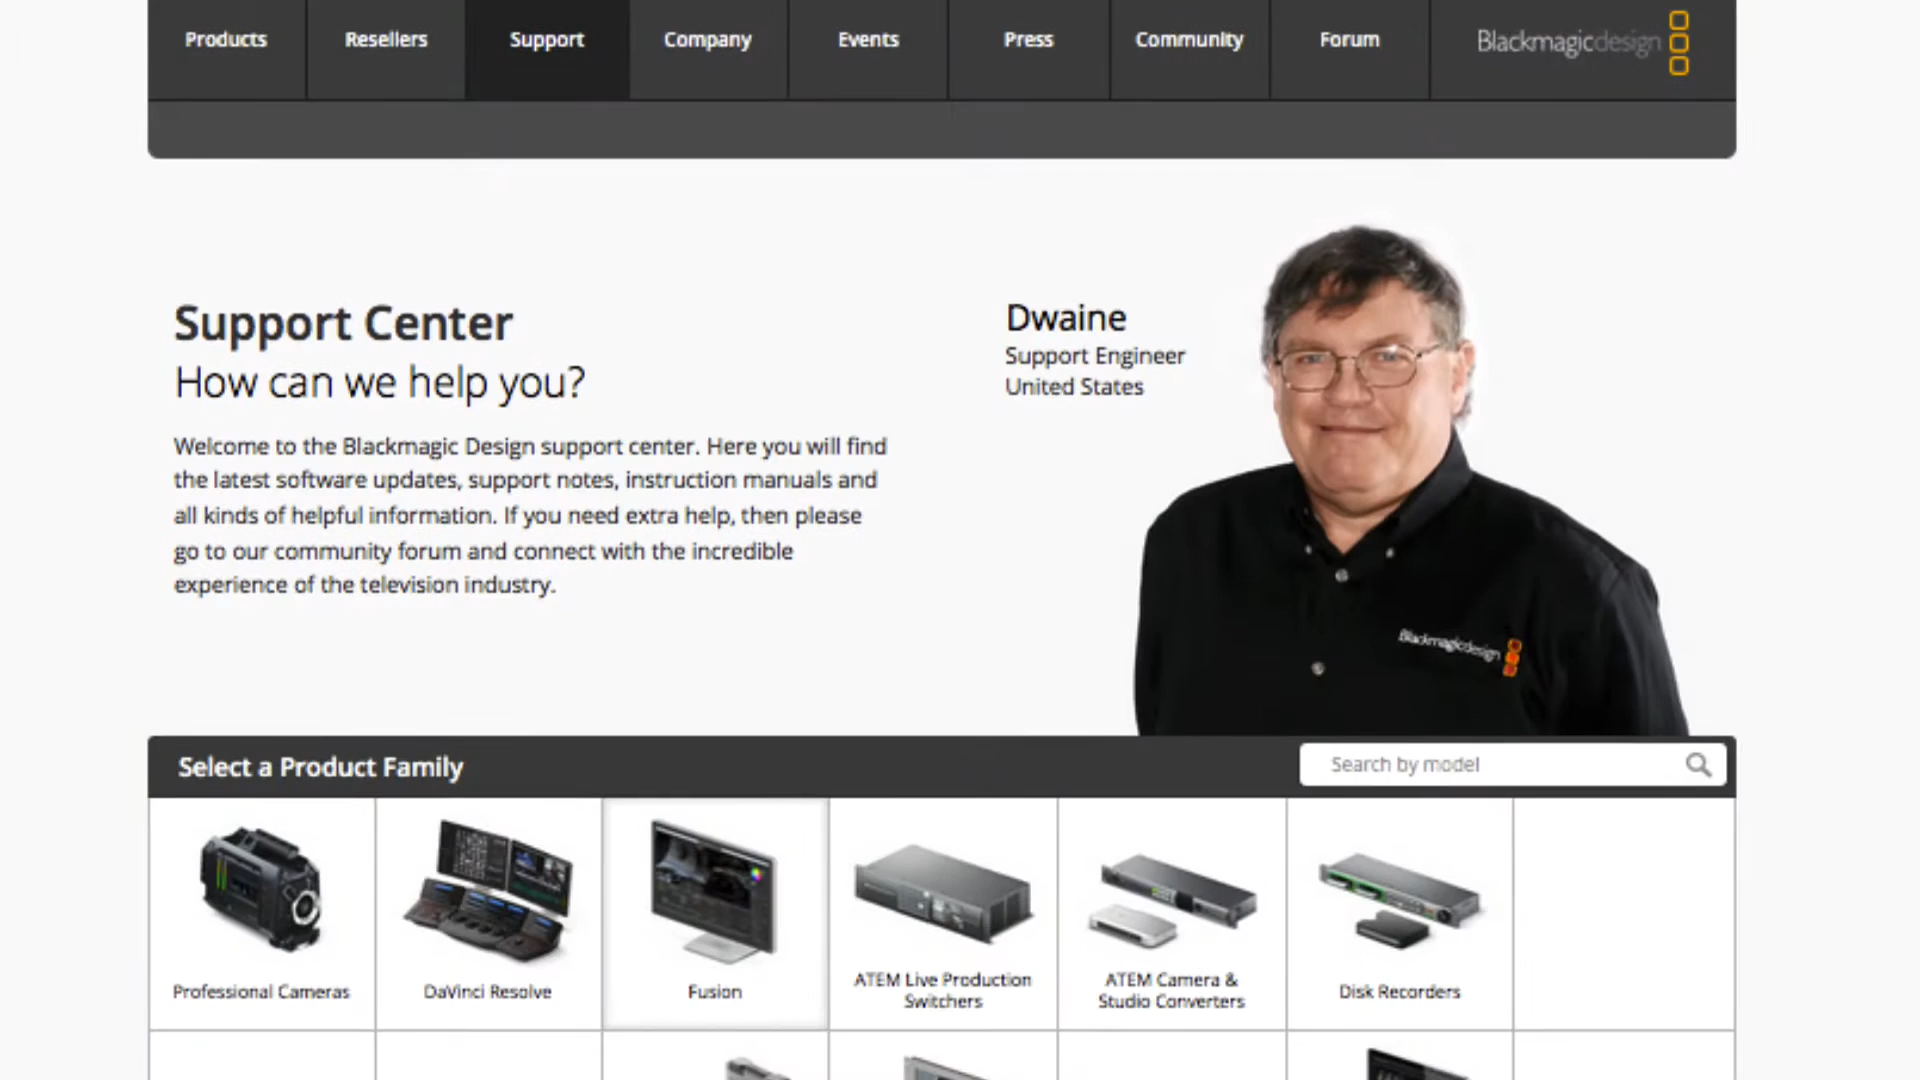 Products
Resellers
Support
Company
Events
Press
Community
Forum
Blackmagicdesign
Support Center
How can we help you?
Welcome to the Blackmagic Design support center. Here you will find
the latest software updates, support notes, instruction manuals and
all kinds of helpful information. If you need extra help, then please
go to our community forum and connect with the incredible
experience of the television industry.
Dwaine
Support Engineer
United States
Blackmagicdesign
Select a Product Family
Search by model
Professional Cameras
DaVinci Resolve
Fusion
ATEM Live Production
Switchers
ATEM Camera &
Studio Converters
Disk Recorders